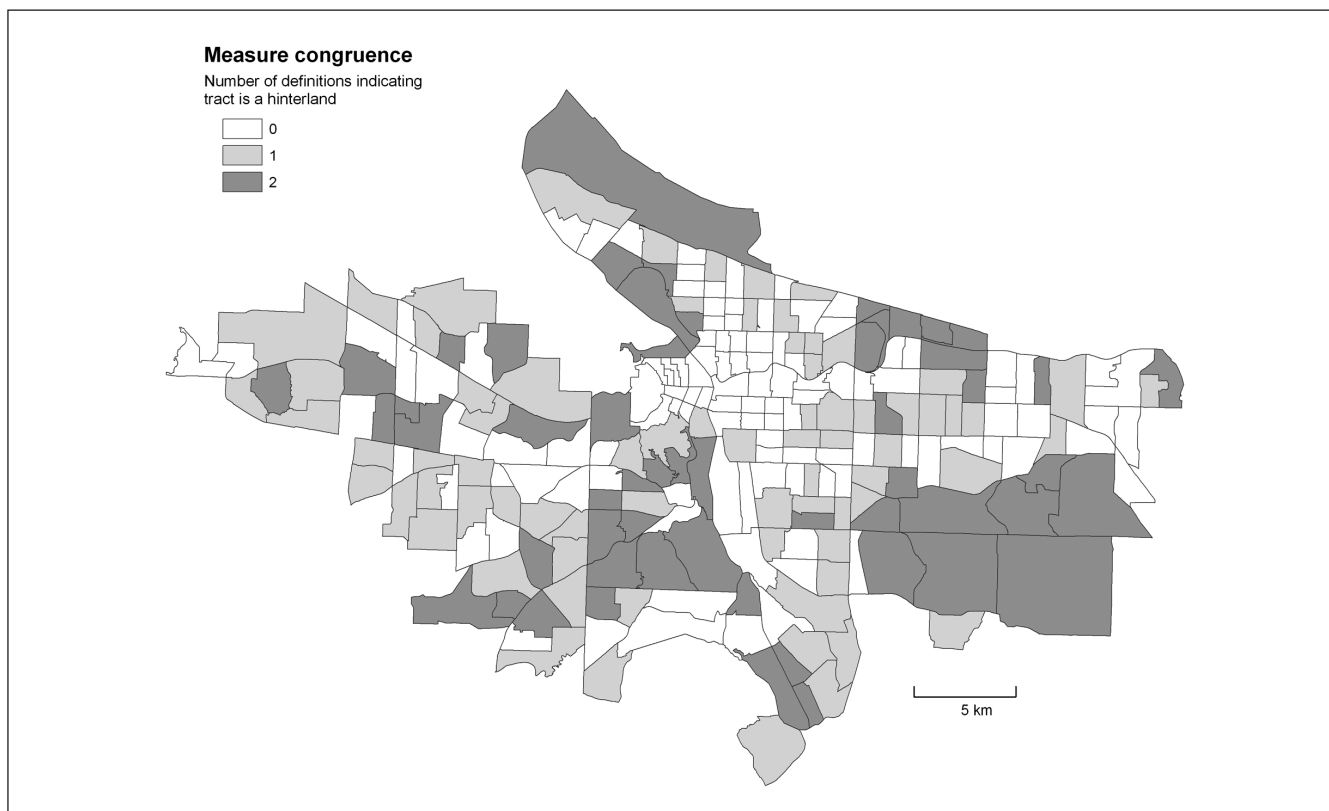 Measure congruence
Number of definitions indicating
tract is a hinterland
0
1
2
5 km